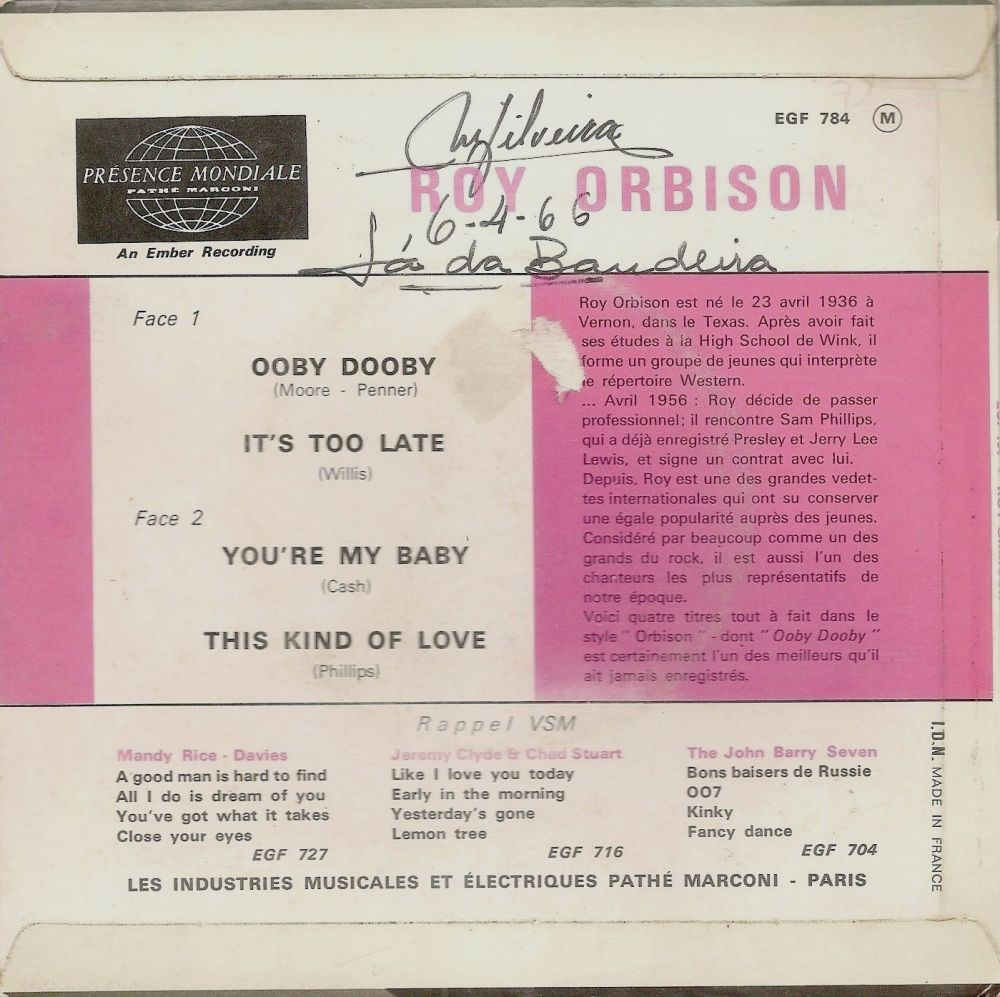 PRÉSENCE MONDIALE
PATHÉ MARCONI
An Ember Recording
EGF 784 M
Silveira
ROY ORBISON
6-4-66
Sá da Bandeira
Face 1
OOBY DOOBY
(Moore - Penner)
IT'S TOO LATE
(Willis)
Face 2
YOU'RE MY BABY
(Cash)
THIS KIND OF LOVE
(Phillips)
Roy Orbison est né le 23 avril 1936 à
Vernon, dans le Texas. Après avoir fait
ses études à la High School de Wink, il
forme un groupe de jeunes qui interprète
le répertoire Western.
... Avril 1956 : Roy décide de passer
professionnel; il rencontre Sam Phillips,
qui a déjà enregistré Presley et Jerry Lee
Lewis, et signe un contrat avec lui.
Depuis, Roy est une des grandes vedet-
tes internationales qui ont su conserver
une égale popularité auprès des jeunes.
Considéré par beaucoup comme un des
grands du rock, il est aussi l'un des
chanteurs les plus représentatifs de
notre époque.
Voici quatre titres tout à fait dans le
style " Orbison " - dont " Ooby Dooby "
est certainement l'un des meilleurs qu'il
ait jamais enregistrés.
Rappel VSM
Mandy Rice - Davies
A good man is hard to find
All I do is dream of you
You've got what it takes
Close your eyes
EGF 727
Jeremy Clyde & Chad Stuart
Like I love you today
Early in the morning
Yesterday's gone
Lemon tree
EGF 716
The John Barry Seven
Bons baisers de Russie
OO7
Kinky
Fancy dance
EGF 704
LES INDUSTRIES MUSICALES ET ÉLECTRIQUES PATHÉ MARCONI - PARIS
I.D.N. MADE IN FRANCE